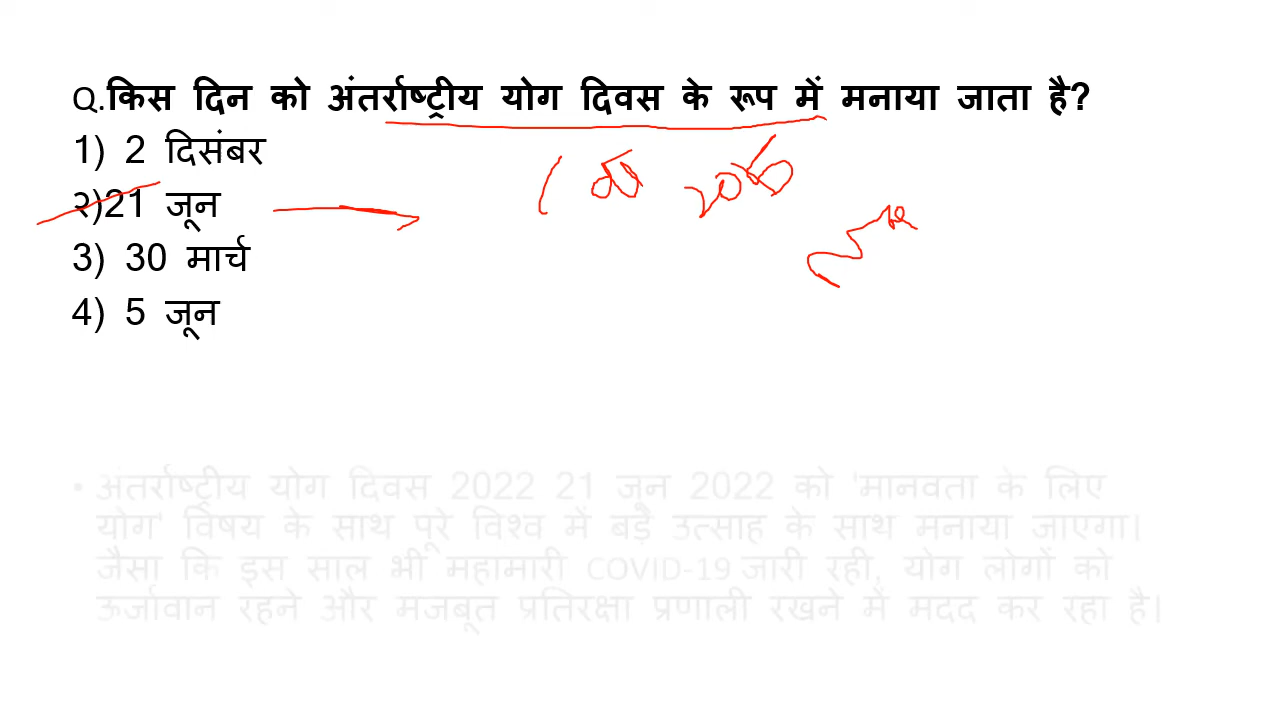 Q.किस दिन को अंतर्राष्ट्रीय योग दिवस के रूप में मनाया जाता है?
1) 2 दिसंबर
२)21 जून
3) 30 मार्च
4) 5 जून
• अंतर्राष्ट्रीय योग दिवस 2022 21 जून 2022 को 'मानवता के लिए
योग' विषय के साथ पूरे विश्व में बड़े उत्साह के साथ मनाया जाएगा।
जैसा कि इस साल भी महामारी COVID-19 जारी रही, योग लोगों को
ऊर्जावान रहने और मजबूत प्रतिरक्षा प्रणाली रखने में मदद कर रहा है।